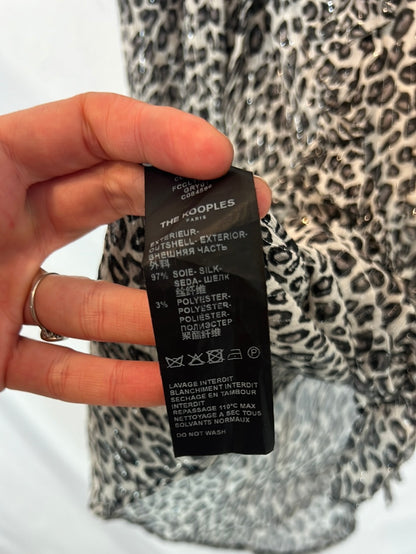 THE KOOPLES
PARIS
EXTERIEUR-
OUTSHELL- EXTERIOR-
ВНЕШНЯЯ ЧАСТЬ
外料
97% SOIE- SILK-
SEDA- ШЕЛК
丝纤维
3% POLYESTER-
POLYESTER-
POLIESTER-
ПОЛИЭСТЕР
聚酯纤维
P
LAVAGE INTERDIT
BLANCHIMENT INTERDIT
SECHAGE EN TAMBOUR
INTERDIT
REPASSAGE 110°C MAX
NETTOYAGE A SEC TOUS
SOLVANTS NORMAUX
DO NOT WASH